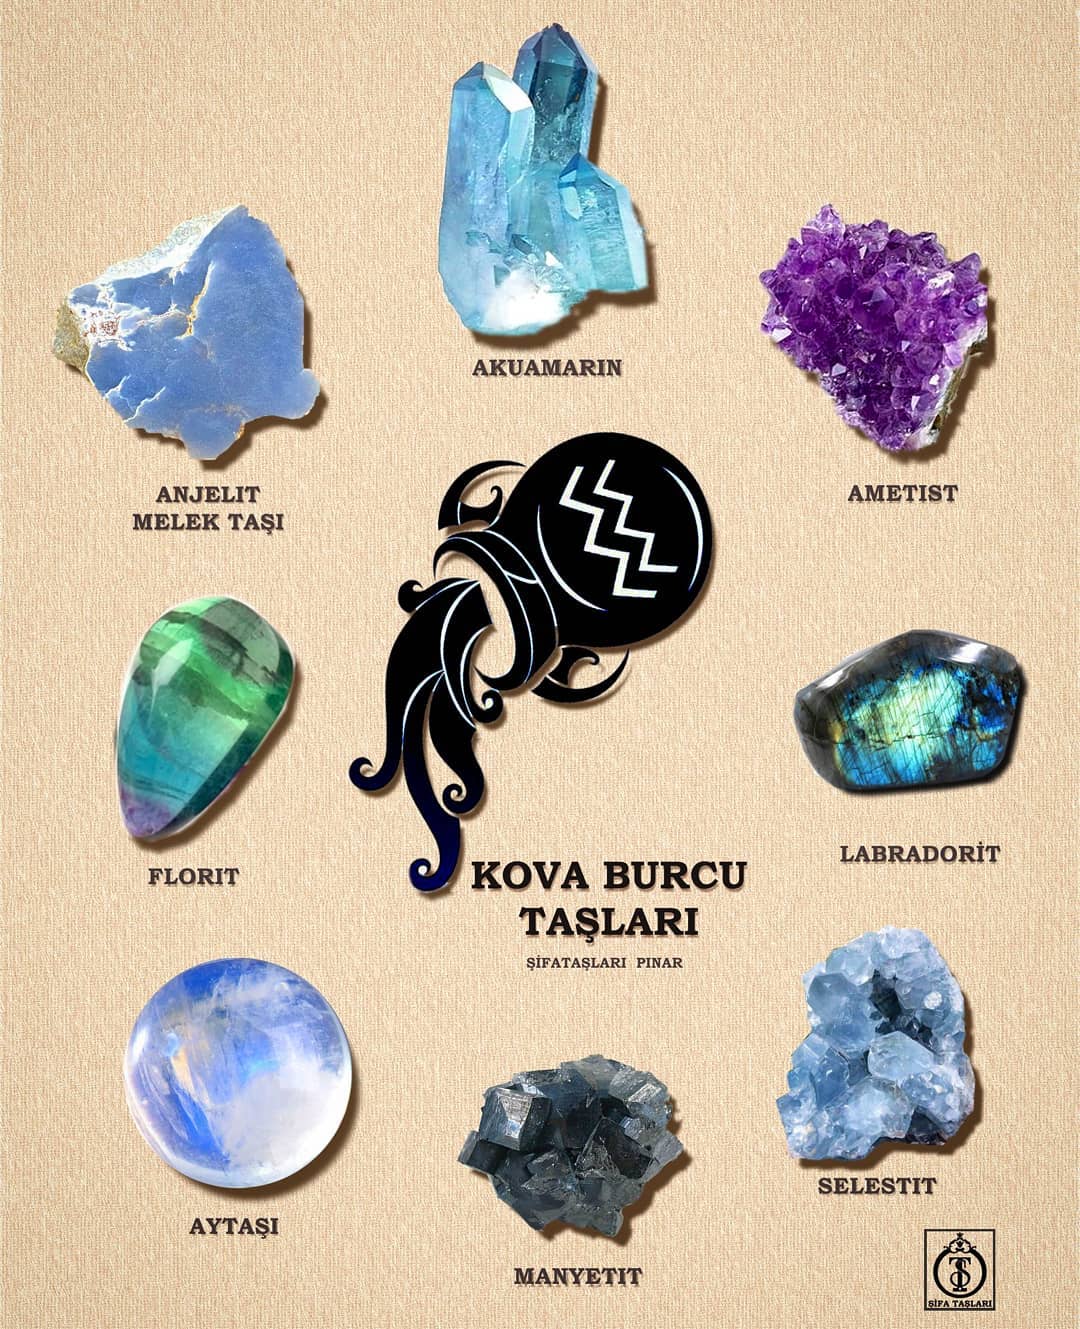 AKUAMARIN
ANJELIT
MELEK TAŞI
AMETIST
FLORIT
LABRADORİT
KOVA BURCU
TAŞLARI
ŞİFATAŞLARI PINAR
AYTAŞI
MANYETIT
SELESTIT
TS
ŞİFA TAŞLARI